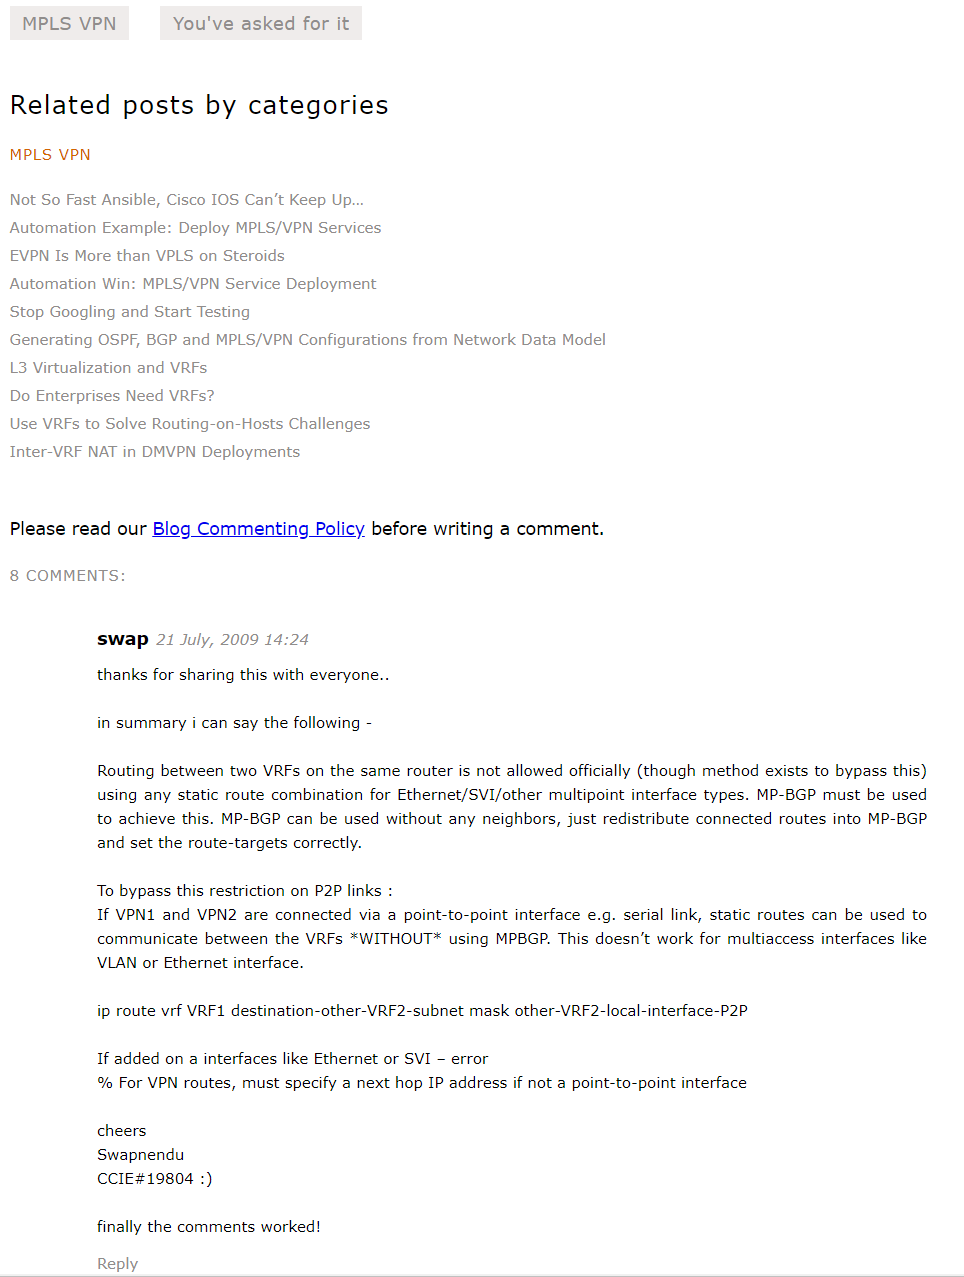 MPLS VPN You've asked for it
Related posts by categories
MPLS VPN
Not So Fast Ansible, Cisco IOS Can’t Keep Up…
Automation Example: Deploy MPLS/VPN Services
EVPN Is More than VPLS on Steroids
Automation Win: MPLS/VPN Service Deployment
Stop Googling and Start Testing
Generating OSPF, BGP and MPLS/VPN Configurations from Network Data Model
L3 Virtualization and VRFs
Do Enterprises Need VRFs?
Use VRFs to Solve Routing-on-Hosts Challenges
Inter-VRF NAT in DMVPN Deployments
Please read our Blog Commenting Policy before writing a comment.
8 COMMENTS:
swap 21 July, 2009 14:24
thanks for sharing this with everyone..
in summary i can say the following -
Routing between two VRFs on the same router is not allowed officially (though method exists to bypass this)
using any static route combination for Ethernet/SVI/other multipoint interface types. MP-BGP must be used
to achieve this. MP-BGP can be used without any neighbors, just redistribute connected routes into MP-BGP
and set the route-targets correctly.
To bypass this restriction on P2P links :
If VPN1 and VPN2 are connected via a point-to-point interface e.g. serial link, static routes can be used to
communicate between the VRFs *WITHOUT* using MPBGP. This doesn’t work for multiaccess interfaces like
VLAN or Ethernet interface.
ip route vrf VRF1 destination-other-VRF2-subnet mask other-VRF2-local-interface-P2P
If added on a interfaces like Ethernet or SVI – error
% For VPN routes, must specify a next hop IP address if not a point-to-point interface
cheers
Swapnendu
CCIE#19804 :)
finally the comments worked!
Reply